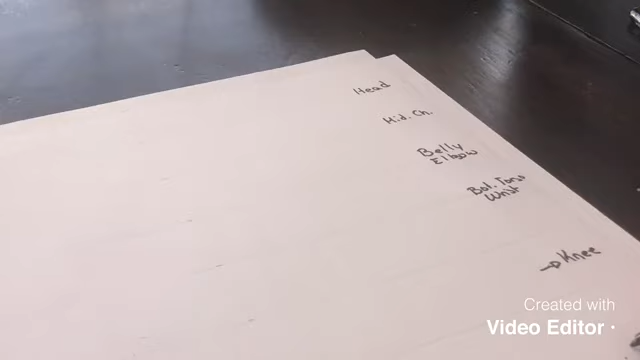 Head
Mid. Ch.
Belly
Elbow
Bot. Torso
Wrist
Knee
Created with
Video Editor